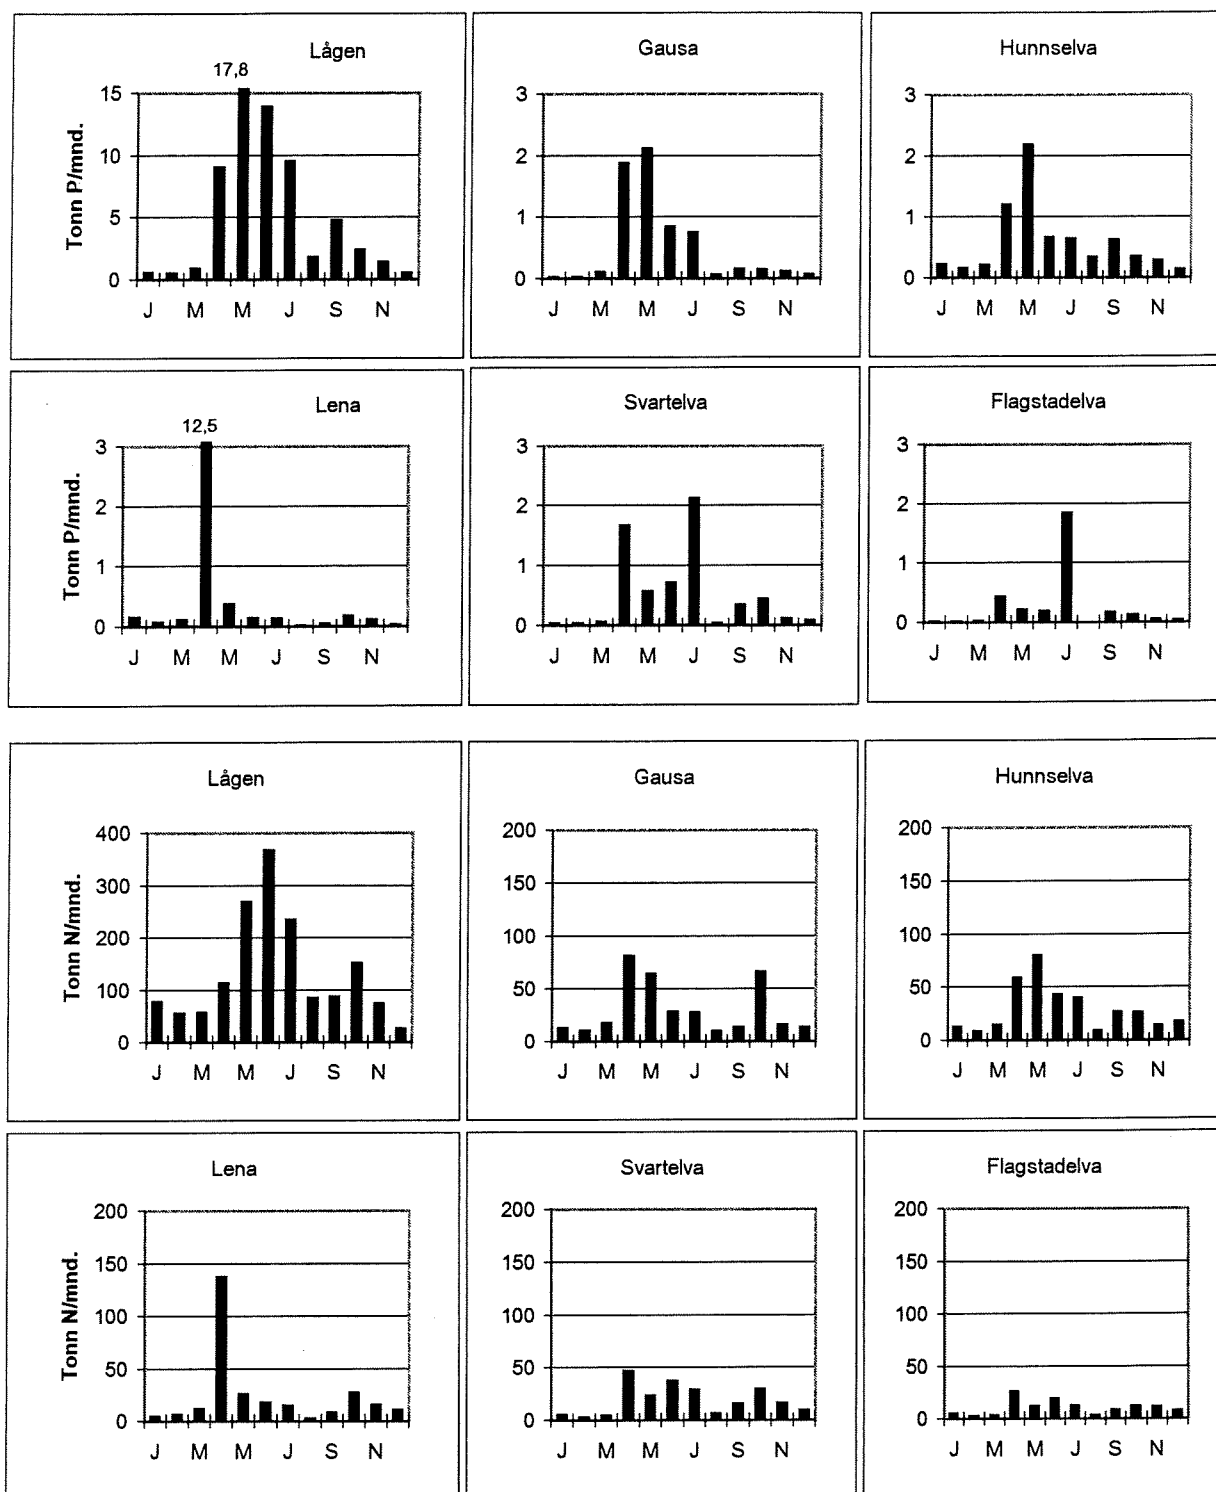 Lågen
17,8
Tonn P/mnd.
15
10
5
0
J M M J S N
Gausa
3
2
1
0
J M M J S N
Hunnselva
3
2
1
0
J M M J S N
Lena
12,5
Tonn P/mnd.
3
2
1
0
J M M J S N
Svartelva
3
2
1
0
J M M J S N
Flagstadelva
3
2
1
0
J M M J S N
Lågen
Tonn N/mnd.
400
300
200
100
0
J M M J S N
Gausa
200
150
100
50
0
J M M J S N
Hunnselva
200
150
100
50
0
J M M J S N
Lena
Tonn N/mnd.
200
150
100
50
0
J M M J S N
Svartelva
200
150
100
50
0
J M M J S N
Flagstadelva
200
150
100
50
0
J M M J S N